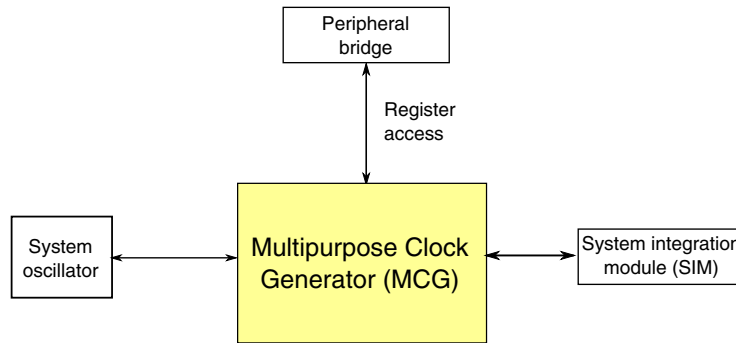 Peripheral
bridge
Register
access
System
oscillator
Multipurpose Clock
Generator (MCG)
System integration
module (SIM)